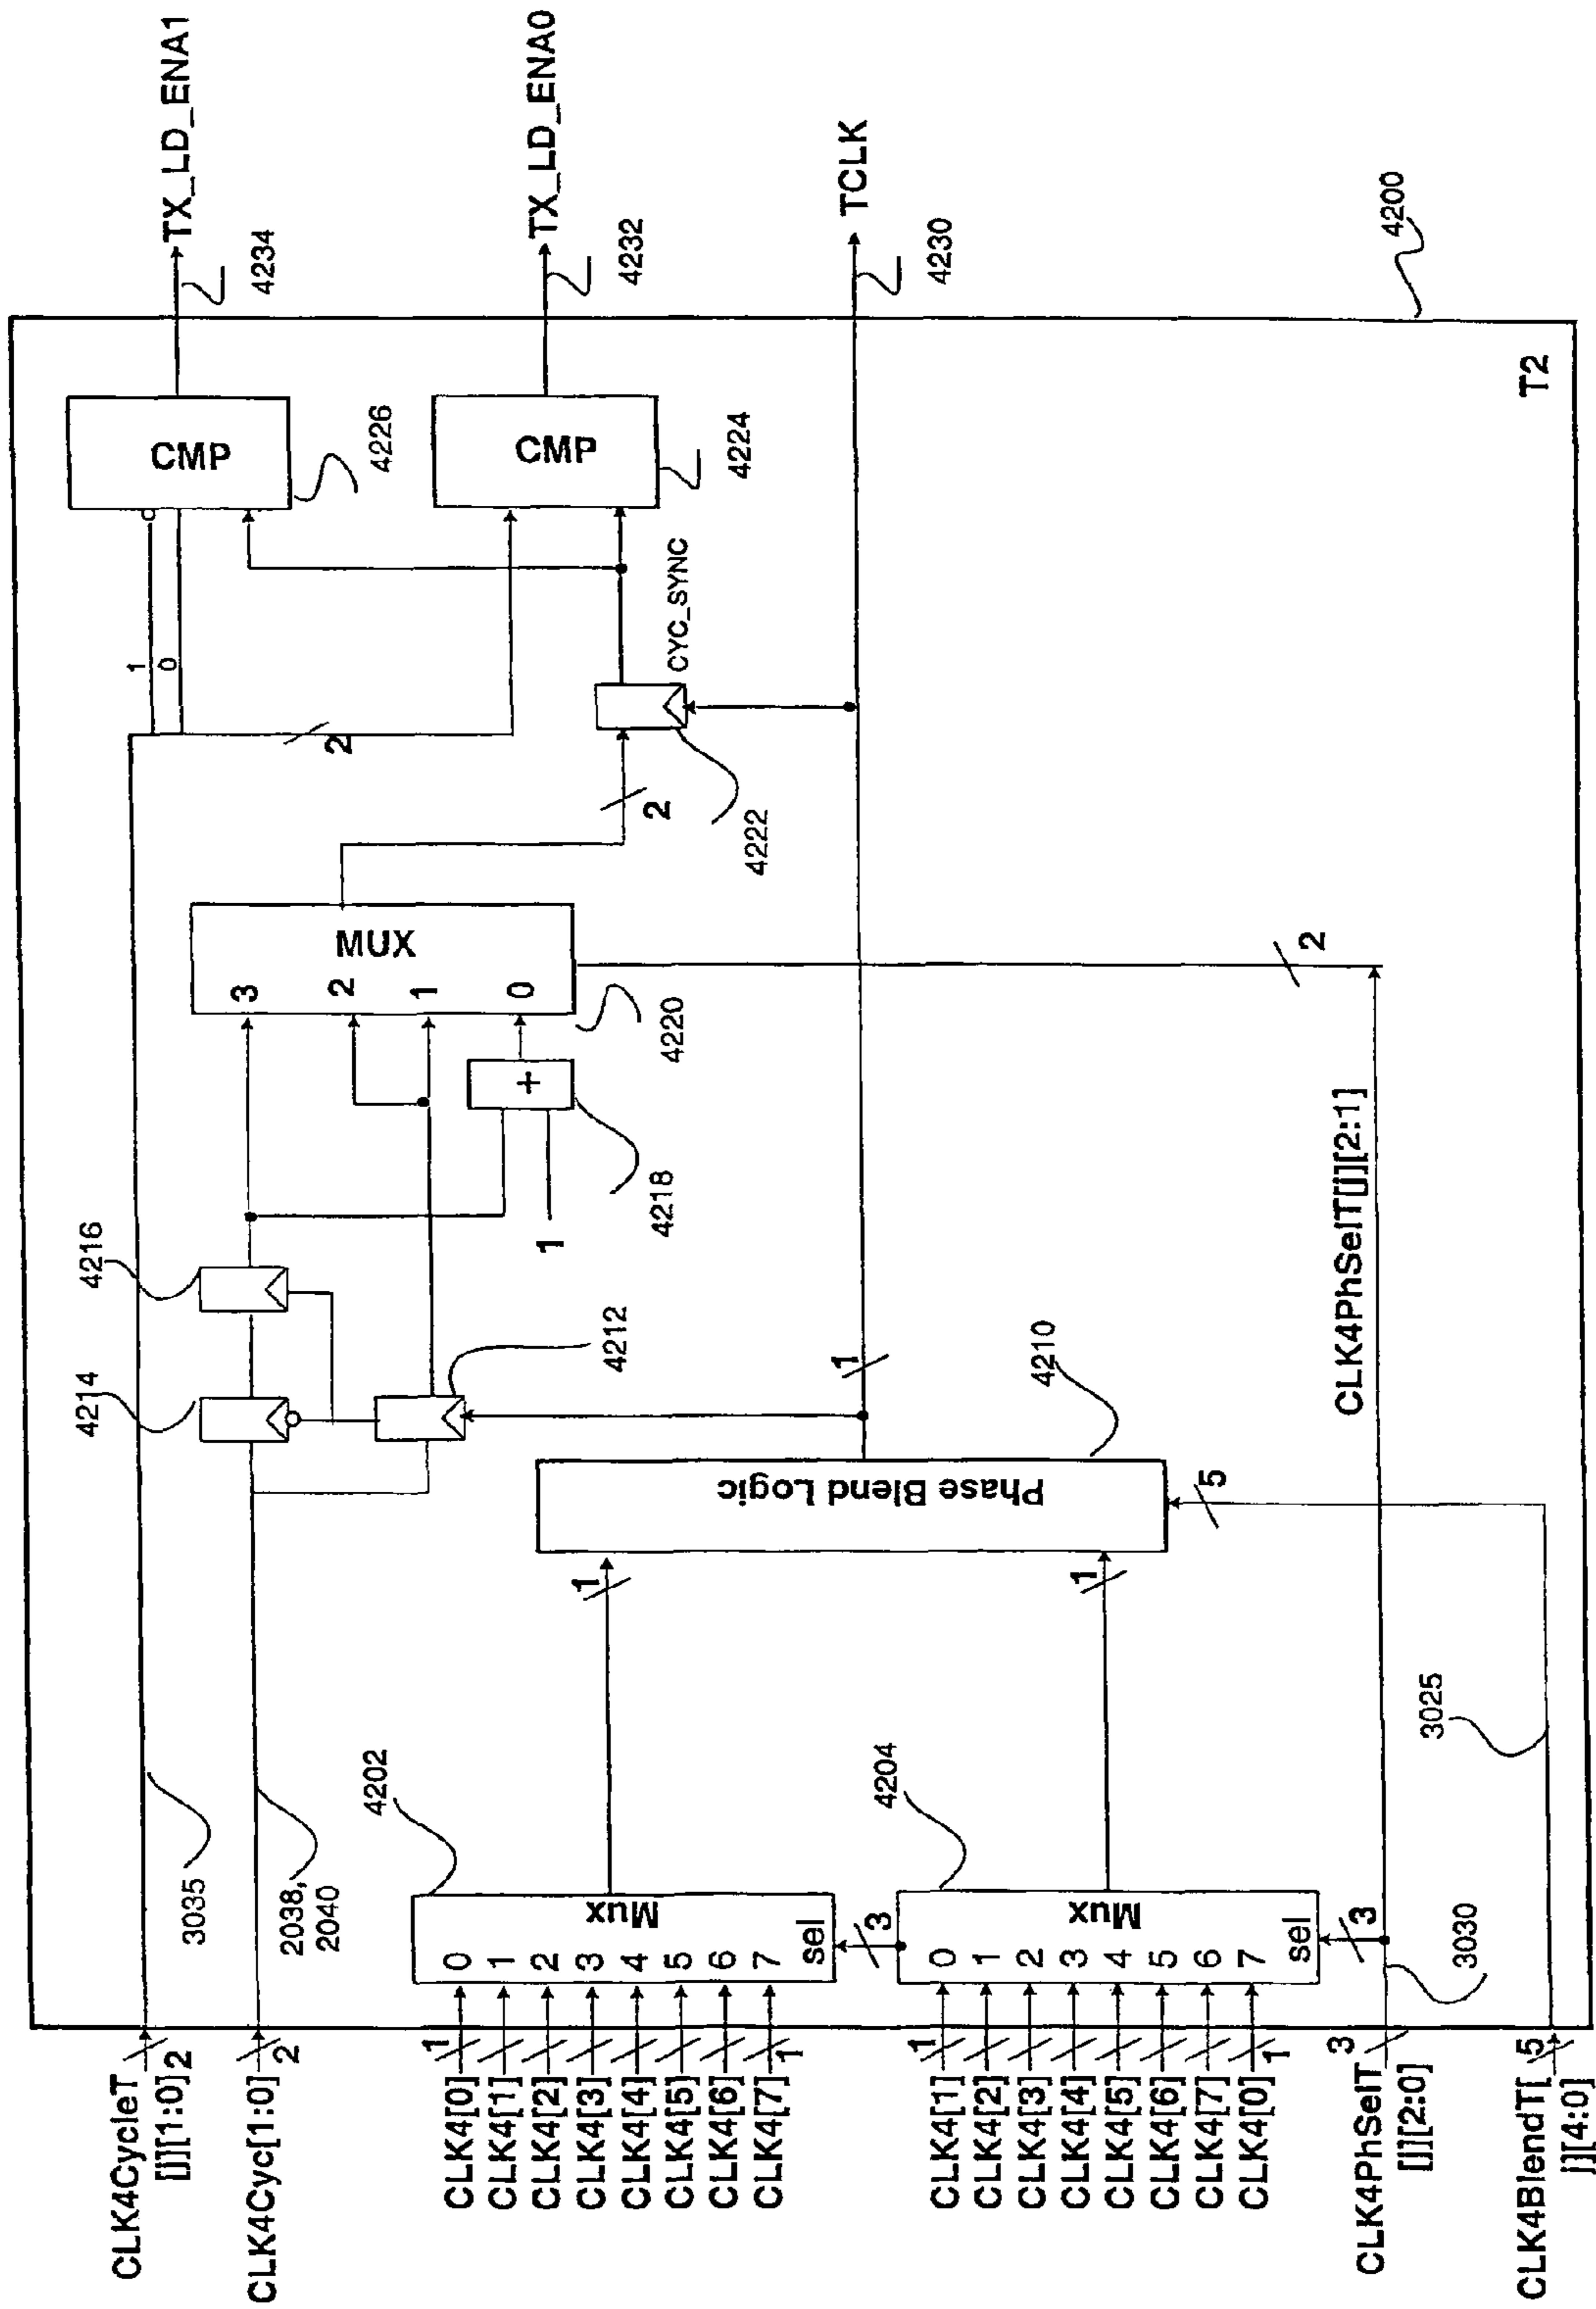 CLK4CycleT
[j][1:0]
2
CLK4Cyc[1:0]
2
CLK4[0]
CLK4[1]
CLK4[2]
CLK4[3]
CLK4[4]
CLK4[5]
CLK4[6]
CLK4[7]
1
1
CLK4[1]
CLK4[2]
CLK4[3]
CLK4[4]
CLK4[5]
CLK4[6]
CLK4[7]
CLK4[0]
1
1
CLK4PhSelT
[j][2:0]
3
CLK4BlendT[
j][4:0]
5
3035
2038,
2040
4202
0
1
2
3
4
5
6
7
Mux
sel
3
4204
0
1
2
3
4
5
6
7
Mux
sel
3
3030
3025
1
1
Phase Blend Logic
5
4210
1
4214
4216
4212
1
+
4218
CLK4PhSelT[j][2:1]
3
2
1
0
MUX
4220
2
2
4222
CYC_SYNC
2
1
0
CMP
4226
CMP
4224
T2
4200
4234
TX_LD_ENA1
4232
TX_LD_ENA0
4230
TCLK